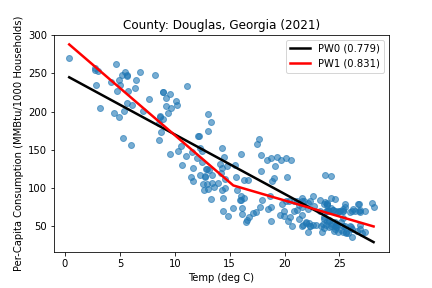 County: Douglas, Georgia (2021)
Per-Capita Consumption (MMBtu/1000 Households)
300
250
200
150
100
50
PW0 (0.779)
PW1 (0.831)
0 5 10 15 20 25
Temp (deg C)